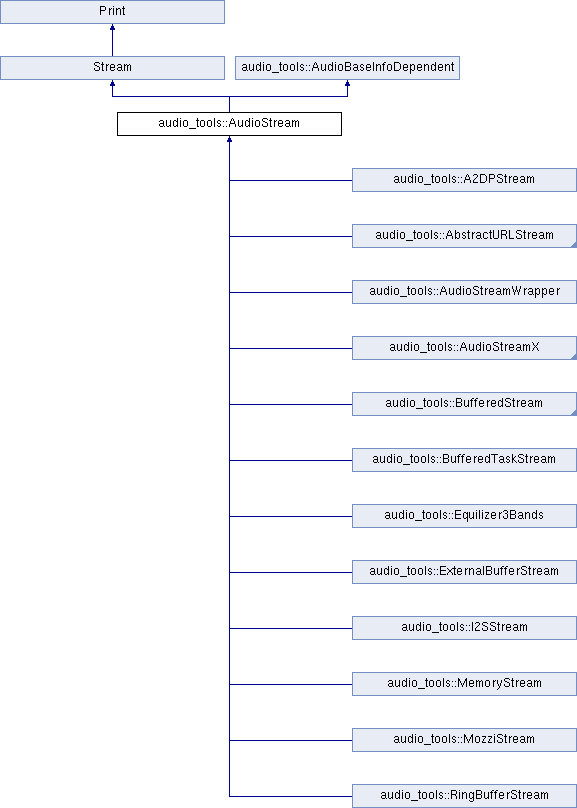 Print
Stream
audio_tools::AudioBaseInfoDependent
audio_tools::AudioStream
audio_tools::A2DPStream
audio_tools::AbstractURLStream
audio_tools::AudioStreamWrapper
audio_tools::AudioStreamX
audio_tools::BufferedStream
audio_tools::BufferedTaskStream
audio_tools::Equilizer3Bands
audio_tools::ExternalBufferStream
audio_tools::I2SStream
audio_tools::MemoryStream
audio_tools::MozziStream
audio_tools::RingBufferStream